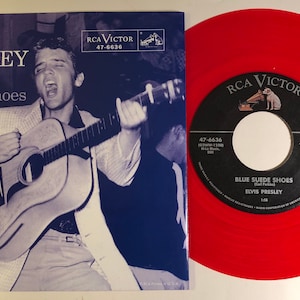 EY
hoes
RCA VICTOR
47-6636
RCA VICTOR
47-6636
BLUE SUEDE SHOES
(Carl Perkins)
ELVIS PRESLEY